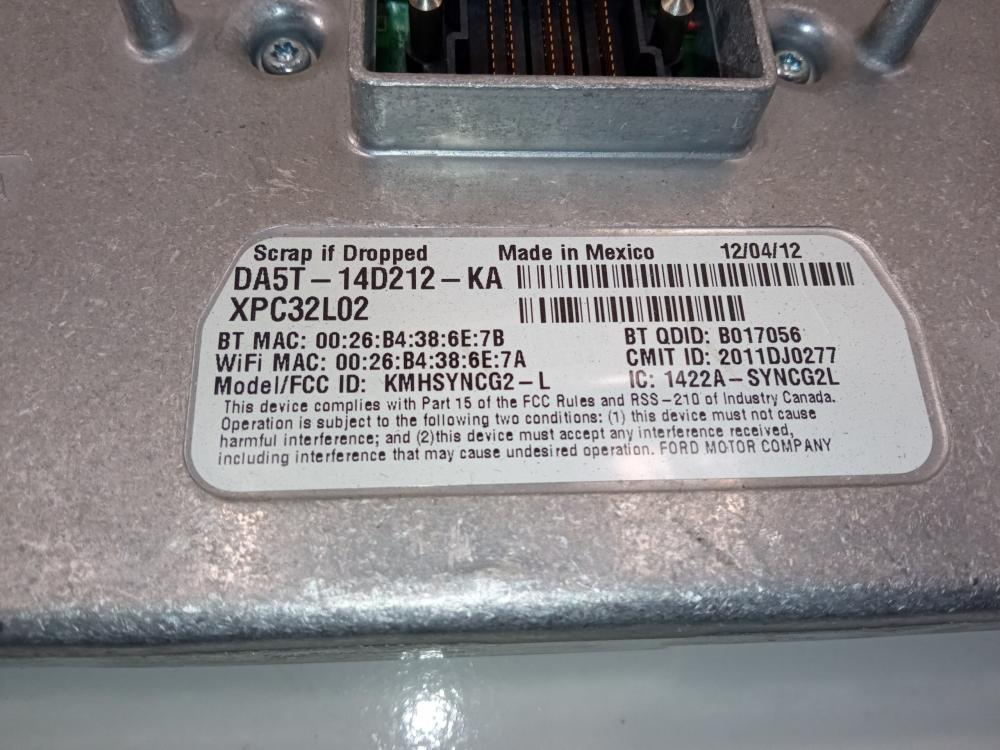 Scrap if Dropped Made in Mexico 12/04/12
DA5T-14D212-KA
XPC32L02
BT MAC: 00:26:B4:38:6E:7B BT QDID: B017056
WiFi MAC: 00:26:B4:38:6E:7A CMIT ID: 2011DJ0277
Model/FCC ID: KMHSYNCG2-L IC: 1422A-SYNCG2L
This device complies with Part 15 of the FCC Rules and RSS-210 of Industry Canada.
Operation is subject to the following two conditions: (1) this device must not cause
harmful interference; and (2)this device must accept any interference received,
including interference that may cause undesired operation. FORD MOTOR COMPANY